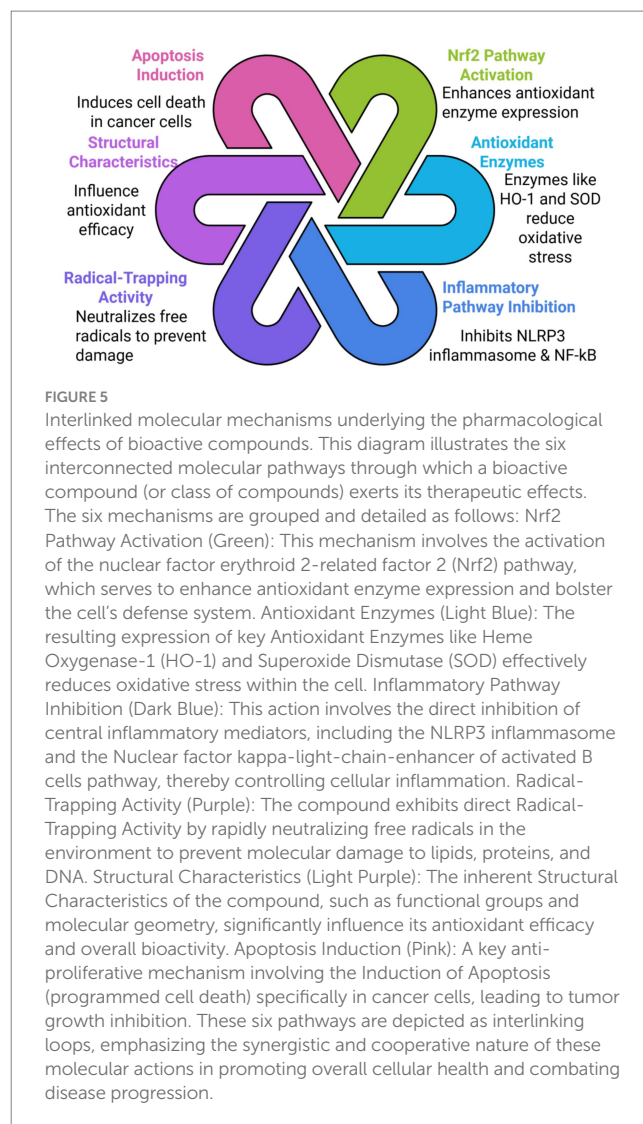 Apoptosis
Induction
Induces cell death
in cancer cells
Structural
Characteristics
Influence
antioxidant
efficacy
Radical-Trapping
Activity
Neutralizes free
radicals to prevent
damage
Nrf2 Pathway
Activation
Enhances antioxidant
enzyme expression
Antioxidant
Enzymes
Enzymes like
HO-1 and SOD
reduce
oxidative
stress
Inflammatory
Pathway Inhibition
Inhibits NLRP3
inflammasome & NF-kB
FIGURE 5
Interlinked molecular mechanisms underlying the pharmacological
effects of bioactive compounds. This diagram illustrates the six
interconnected molecular pathways through which a bioactive
compound (or class of compounds) exerts its therapeutic effects.
The six mechanisms are grouped and detailed as follows: Nrf2
Pathway Activation (Green): This mechanism involves the activation
of the nuclear factor erythroid 2-related factor 2 (Nrf2) pathway,
which serves to enhance antioxidant enzyme expression and bolster
the cell’s defense system. Antioxidant Enzymes (Light Blue): The
resulting expression of key Antioxidant Enzymes like Heme
Oxygenase-1 (HO-1) and Superoxide Dismutase (SOD) effectively
reduces oxidative stress within the cell. Inflammatory Pathway
Inhibition (Dark Blue): This action involves the direct inhibition of
central inflammatory mediators, including the NLRP3 inflammasome
and the Nuclear factor kappa-light-chain-enhancer of activated B
cells pathway, thereby controlling cellular inflammation. Radical-
Trapping Activity (Purple): The compound exhibits direct Radical-
Trapping Activity by rapidly neutralizing free radicals in the
environment to prevent molecular damage to lipids, proteins, and
DNA. Structural Characteristics (Light Purple): The inherent Structural
Characteristics of the compound, such as functional groups and
molecular geometry, significantly influence its antioxidant efficacy
and overall bioactivity. Apoptosis Induction (Pink): A key anti-
proliferative mechanism involving the Induction of Apoptosis
(programmed cell death) specifically in cancer cells, leading to tumor
growth inhibition. These six pathways are depicted as interlinking
loops, emphasizing the synergistic and cooperative nature of these
molecular actions in promoting overall cellular health and combating
disease progression.